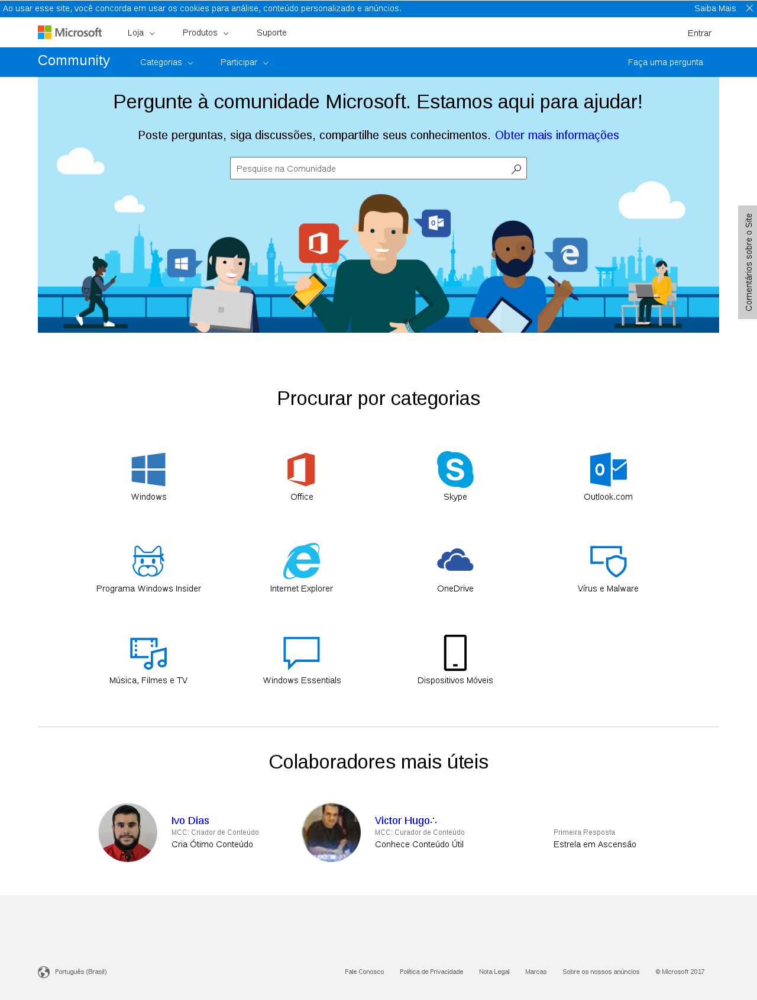 Ao usar esse site, você concorda em usar os cookies para análise, conteúdo personalizado e anúncios. Saiba Mais
Microsoft Loja Produtos Suporte Entrar
Community Categorias Participar Faça uma pergunta
Pergunte à comunidade Microsoft. Estamos aqui para ajudar!
Poste perguntas, siga discussões, compartilhe seus conhecimentos. Obter mais informações
Pesquise na Comunidade
Comentários sobre o Site
Procurar por categorias
Windows Office Skype Outlook.com
Programa Windows Insider Internet Explorer OneDrive Vírus e Malware
Música, Filmes e TV Windows Essentials Dispositivos Móveis
Colaboradores mais úteis
Ivo Dias
MCC: Criador de Conteúdo
Cria Ótimo Conteúdo
Victor Hugo∴
MCC: Curador de Conteúdo
Conhece Conteúdo Útil
Primeira Resposta
Estrela em Ascensão
Português (Brasil) Fale Conosco Política de Privacidade Nota Legal Marcas Sobre os nossos anúncios © Microsoft 2017